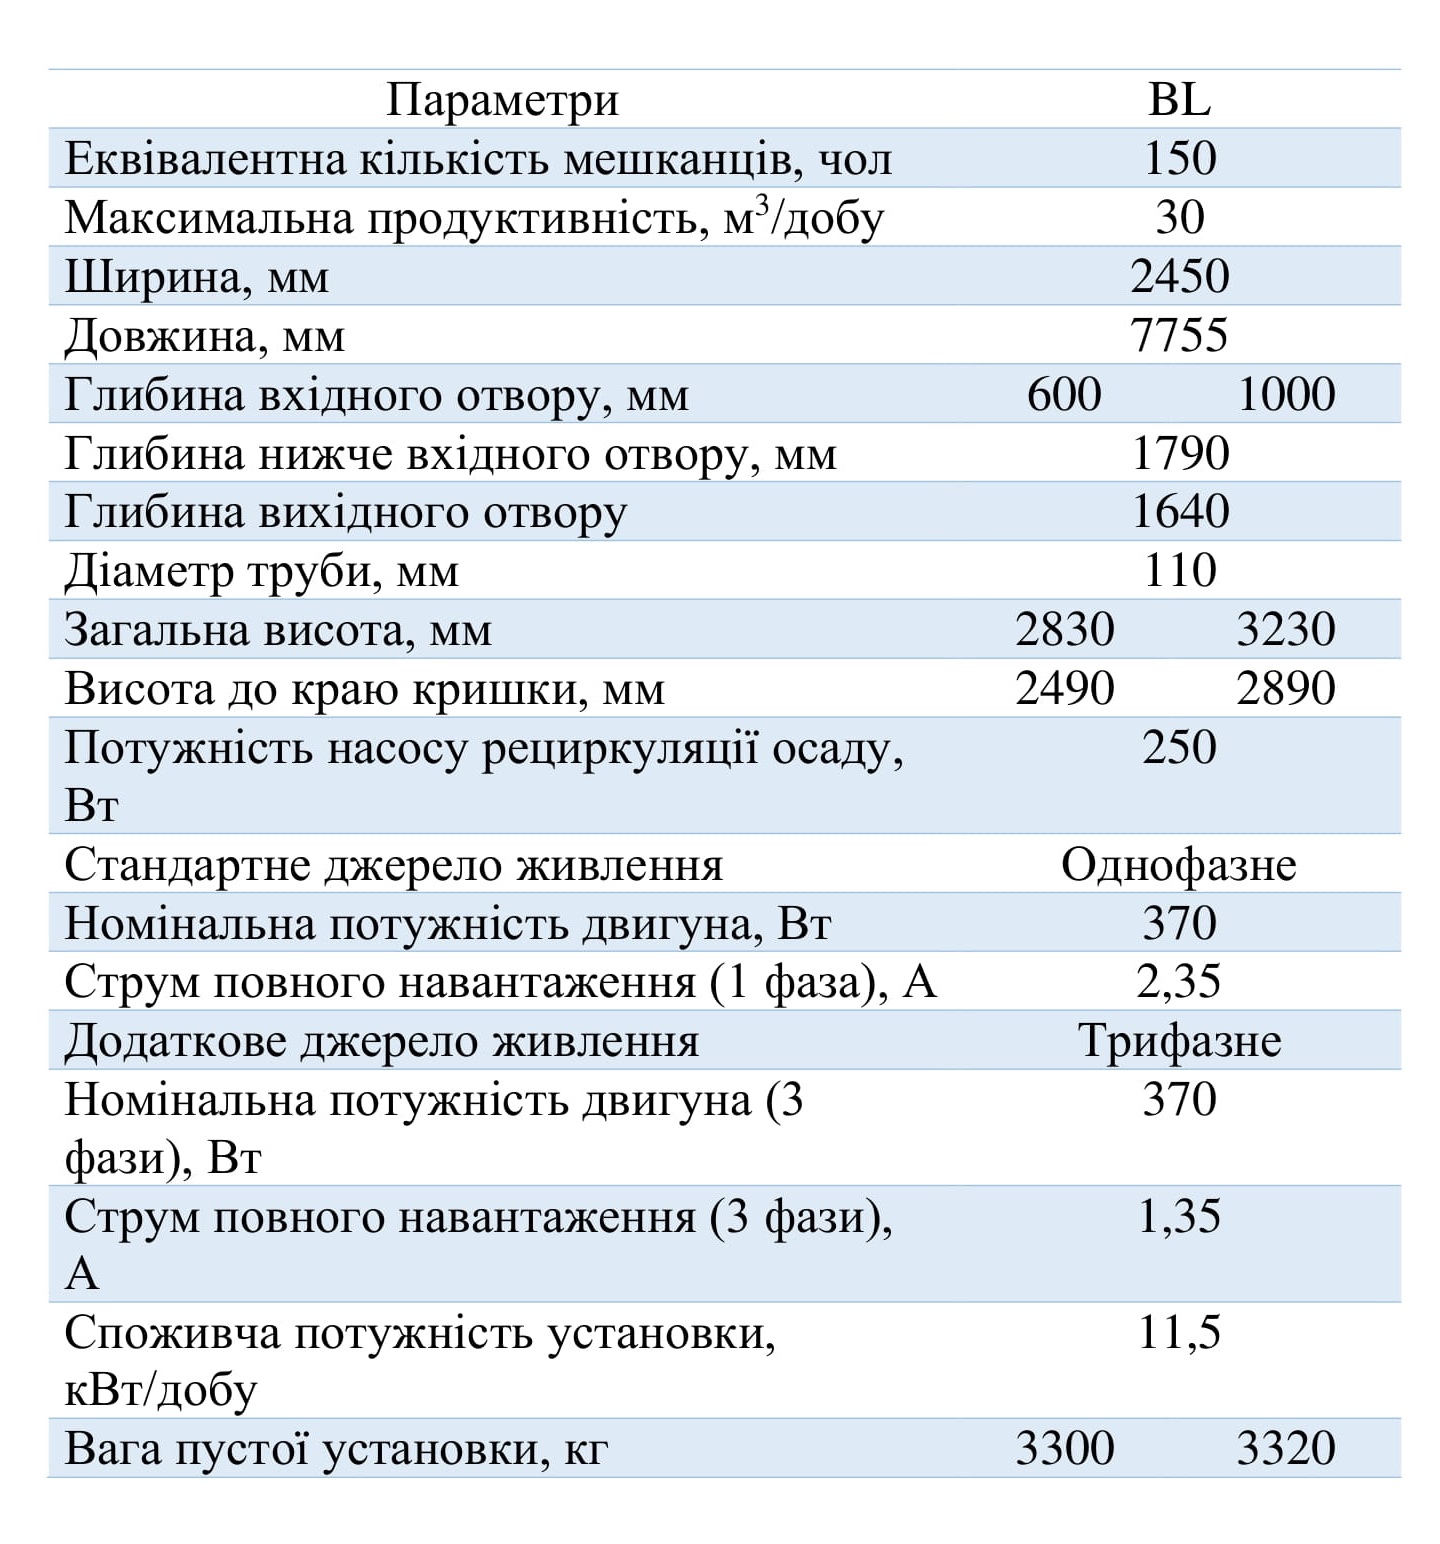 Параметри BL
Еквівалентна кількість мешканців, чол 150
Максимальна продуктивність, м³/добу 30
Ширина, мм 2450
Довжина, мм 7755
Глибина вхідного отвору, мм 600 1000
Глибина нижче вхідного отвору, мм 1790
Глибина вихідного отвору 1640
Діаметр труби, мм 110
Загальна висота, мм 2830 3230
Висота до краю кришки, мм 2490 2890
Потужність насосу рециркуляції осаду, 250
Вт
Стандартне джерело живлення Однофазне
Номінальна потужність двигуна, Вт 370
Струм повного навантаження (1 фаза), А 2,35
Додаткове джерело живлення Трифазне
Номінальна потужність двигуна (3 370
фази), Вт
Струм повного навантаження (3 фази), 1,35
А
Споживча потужність установки, 11,5
кВт/добу
Вага пустої установки, кг 3300 3320